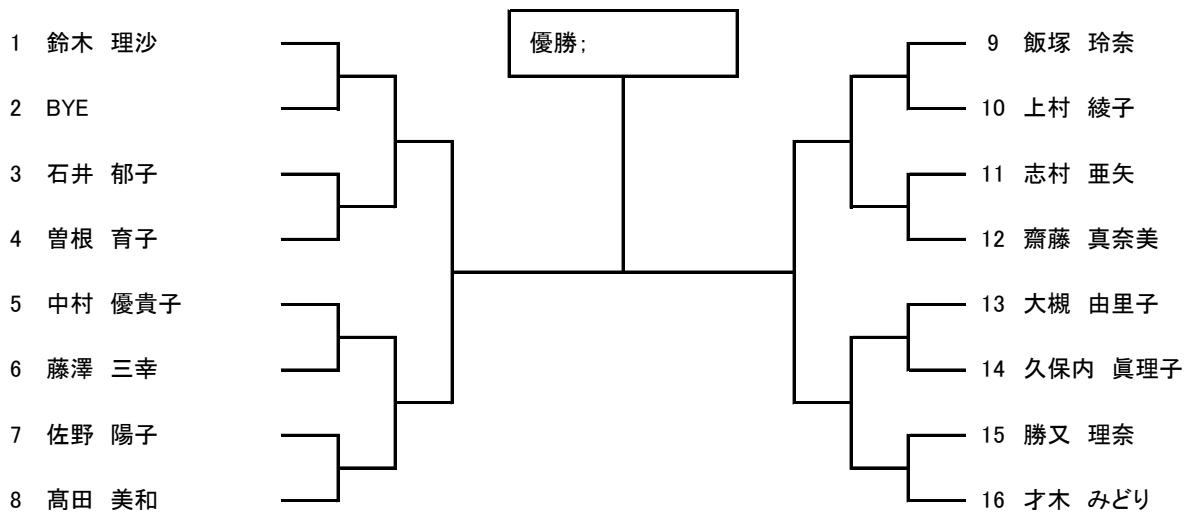 優勝;
1 鈴木 理沙
2 BYE
3 石井 郁子
4 曽根 育子
5 中村 優貴子
6 藤澤 三幸
7 佐野 陽子
8 髙田 美和
9 飯塚 玲奈
10 上村 綾子
11 志村 亜矢
12 齋藤 真奈美
13 大槻 由里子
14 久保内 眞理子
15 勝又 理奈
16 才木 みどり